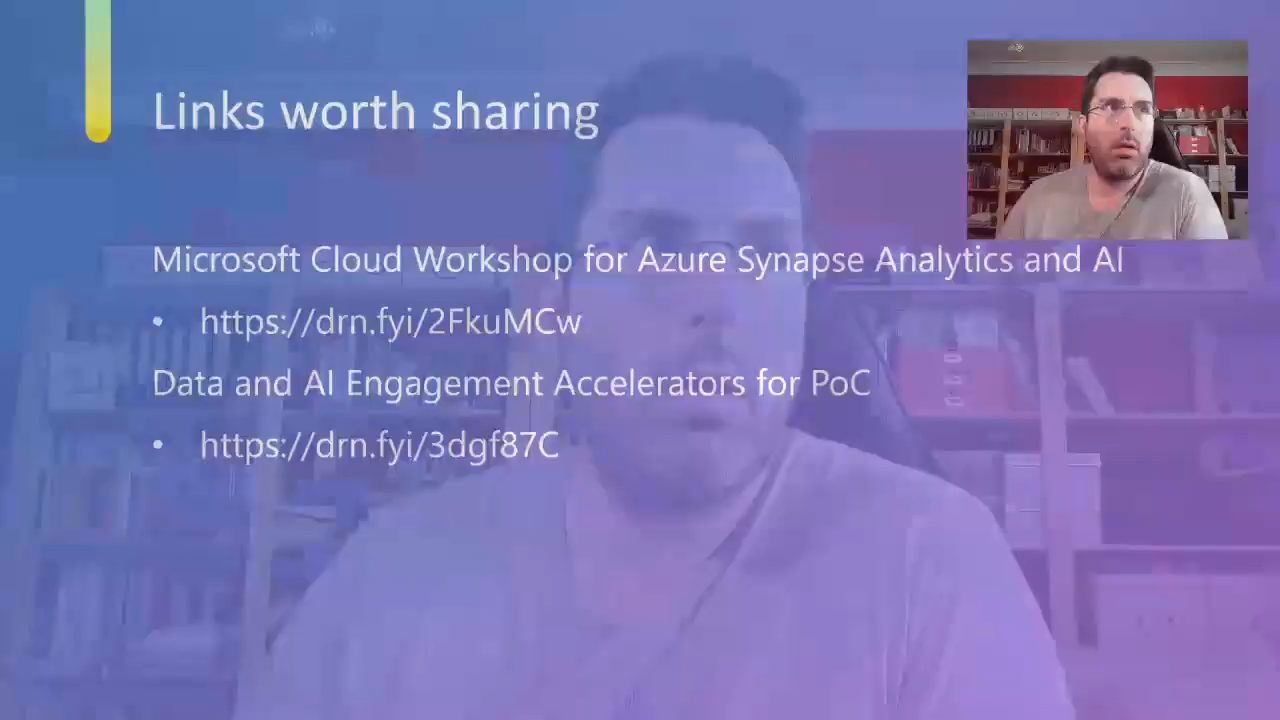 Links worth sharing
Microsoft Cloud Workshop for Azure Synapse Analytics and AI
• https://drn.fyi/2FkuMCw
Data and AI Engagement Accelerators for PoC
• https://drn.fyi/3dgf87C